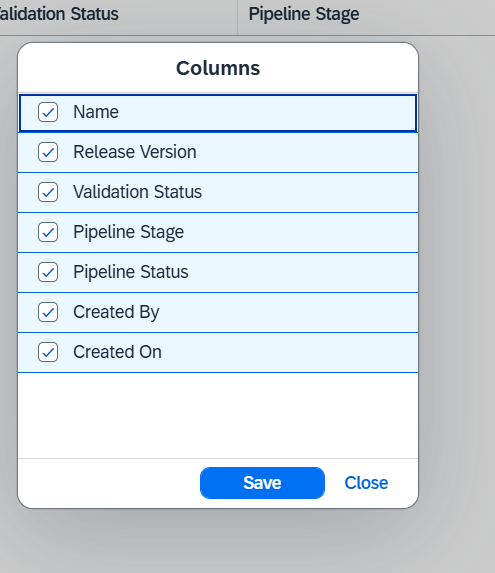 alidation Status Pipeline Stage
Columns
Name
Release Version
Validation Status
Pipeline Stage
Pipeline Status
Created By
Created On
Save Close